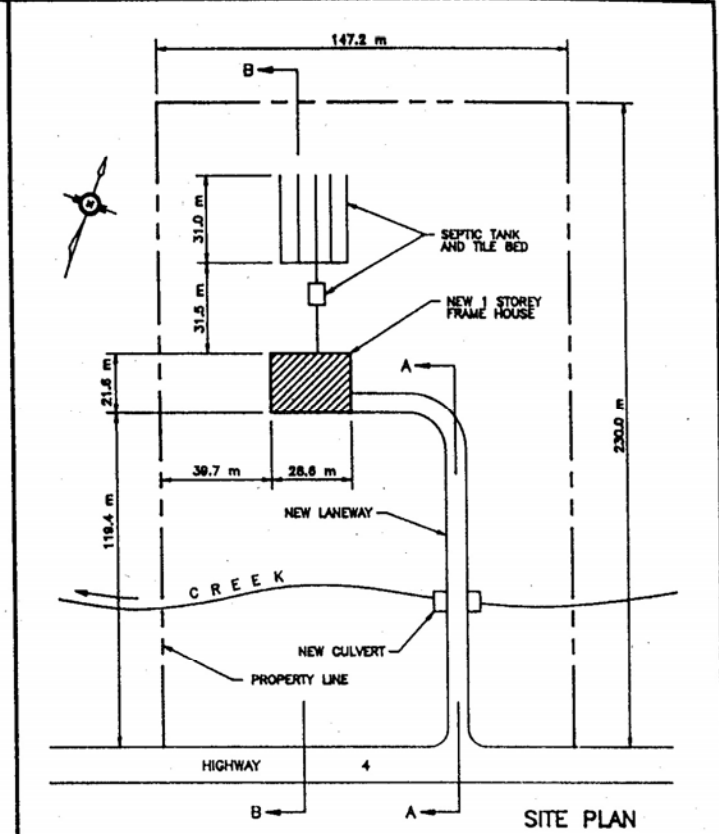 147.2 m
B
31.0 m
SEPTIC TANK
AND TILE BED
31.5 m
NEW 1 STOREY
FRAME HOUSE
A
21.6 m
230.0 m
39.7 m
28.6 m
119.4 m
NEW LANEWAY
CREEK
NEW CULVERT
PROPERTY LINE
HIGHWAY 4
B
A
SITE PLAN